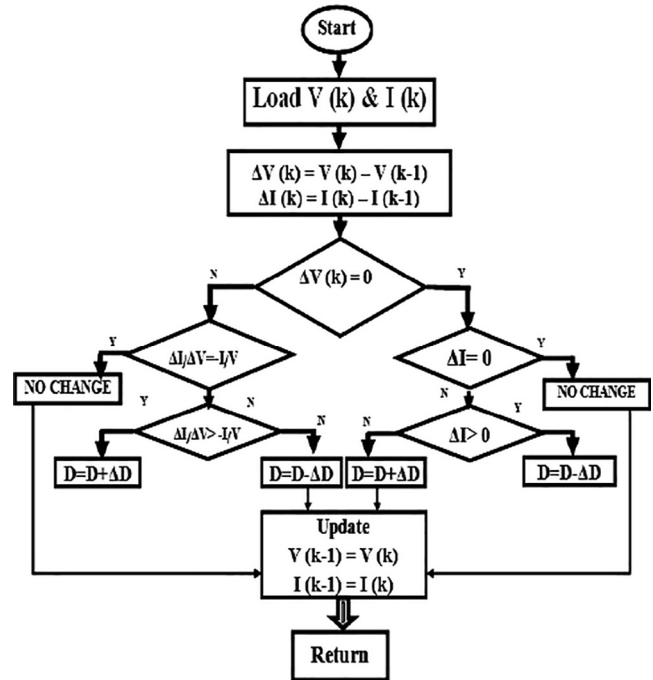 Start
Load V (k) & I (k)
ΔV (k) = V (k) – V (k-1)
ΔI (k) = I (k) – I (k-1)
N
ΔV (k) = 0
Y
Y
ΔI/ΔV=-I/V
ΔI= 0
Y
NO CHANGE
N
N
NO CHANGE
Y
ΔI/ΔV> -I/V
N
N
ΔI> 0
Y
D=D+ΔD
D=D-ΔD
D=D+ΔD
D=D-ΔD
Update
V (k-1) = V (k)
I (k-1) = I (k)
Return